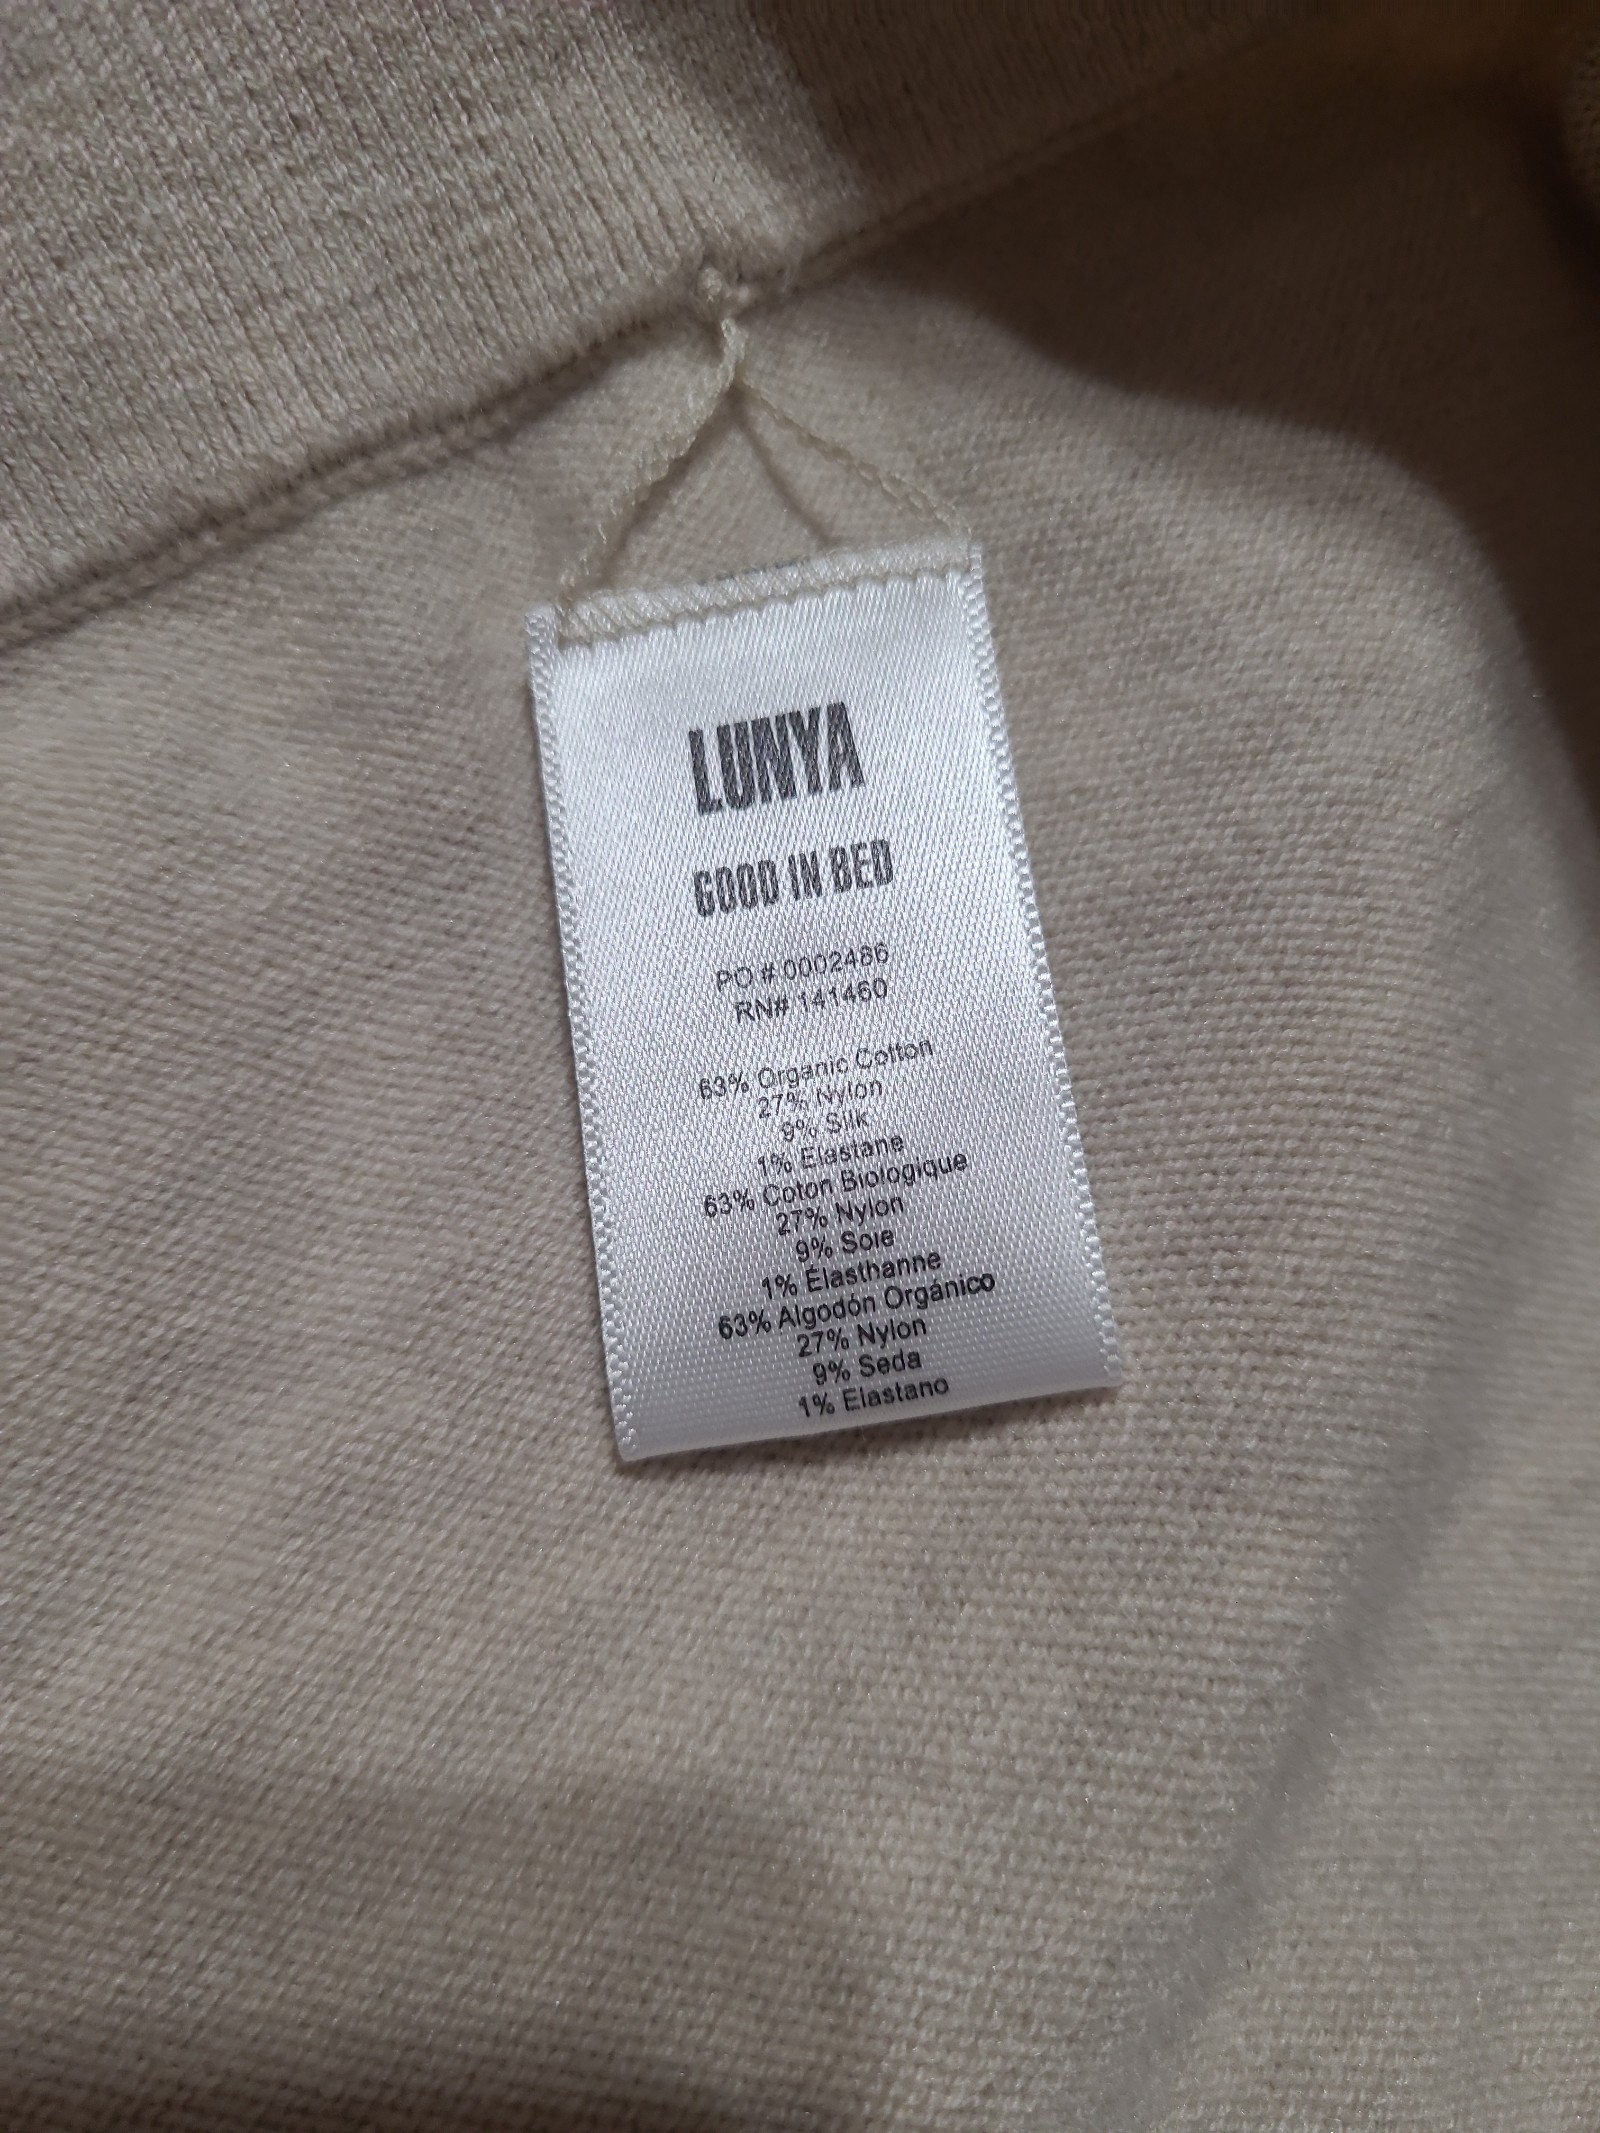 LUNYA
GOOD IN BED
PO # 0002486
RN# 141460
63% Organic Cotton
27% Nylon
9% Silk
1% Elastane
63% Coton Biologique
27% Nylon
9% Soie
1% Élasthanne
63% Algodón Orgánico
27% Nylon
9% Seda
1% Elastano